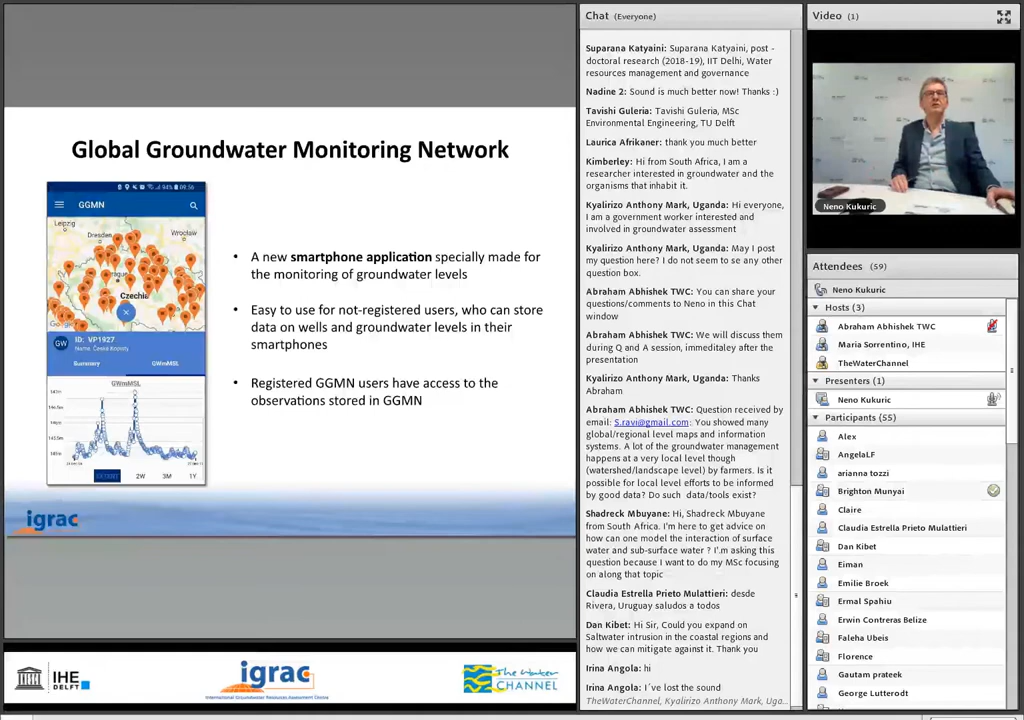 Global Groundwater Monitoring Network
94% 09:56
GGMN
Leipzig
Dresden
Wrocław
Czechia
GW
ID: VP1927
Summary
GWmMSL
GWmMSL
2W
3M
1Y
• A new smartphone application specially made for
the monitoring of groundwater levels
• Easy to use for not-registered users, who can store
data on wells and groundwater levels in their
smartphones
• Registered GGMN users have access to the
observations stored in GGMN
igrac
IHE
DELFT
igrac
International Groundwater Resources Assessment Centre
The Water
CHANNEL
Chat (Everyone)
Suparana Katyaini: Suparana Katyaini, post -
doctoral research (2018-19), IIT Delhi, Water
resources management and governance
Nadine 2: Sound is much better now! Thanks :)
Tavishi Guleria: Tavishi Guleria, MSc
Environmental Engineering, TU Delft
Laurica Afrikaner: thank you much better
Kimberley: Hi from South Africa, I am a
researcher interested in groundwater and the
organisms that inhabit it.
Kyalirizo Anthony Mark, Uganda: Hi everyone,
I am a government worker interested and
involved in groundwater assessment
Kyalirizo Anthony Mark, Uganda: May I post
my question here? I do not seem to se any other
question box.
Abraham Abhishek TWC: You can share your
questions/comments to Neno in this Chat
window
Abraham Abhishek TWC: We will discuss them
during Q and A session, immeditaley after the
presentation
Kyalirizo Anthony Mark, Uganda: Thanks
Abraham
Abraham Abhishek TWC: Question received by
email: S.ravi@gmail.com: You showed many
global/regional level maps and information
systems. A lot of the groundwater management
happens at a very local level though
(watershed/landscape level) by farmers. Is it
possible for local level efforts to be informed
by good data? Do such data/tools exist?
Shadreck Mbuyane: Hi, Shadreck Mbuyane
from South Africa. I'm here to get advice on
how can one model the interaction of surface
water and sub-surface water ? I'.m asking this
question because I want to do my MSc focusing
on along that topic
Claudia Estrella Prieto Mulattieri: desde
Rivera, Uruguay saludos a todos
Dan Kibet: Hi Sir, Could you expand on
Saltwater intrusion in the coastal regions and
how we can mitigate against it. Thank you
Irina Angola: hi
Irina Angola: I´ve lost the sound
TheWaterChannel, Kyalirizo Anthony Mark, Uga...
Video (1)
Neno Kukuric
Attendees (59)
Neno Kukuric
Hosts (3)
Abraham Abhishek TWC
Maria Sorrentino, IHE
TheWaterChannel
Presenters (1)
Neno Kukuric
Participants (55)
Alex
AngelaLF
arianna tozzi
Brighton Munyai
Claire
Claudia Estrella Prieto Mulattieri
Dan Kibet
Eiman
Emilie Broek
Ermal Spahiu
Erwin Contreras Belize
Faleha Ubeis
Florence
Gautam prateek
George Lutterodt